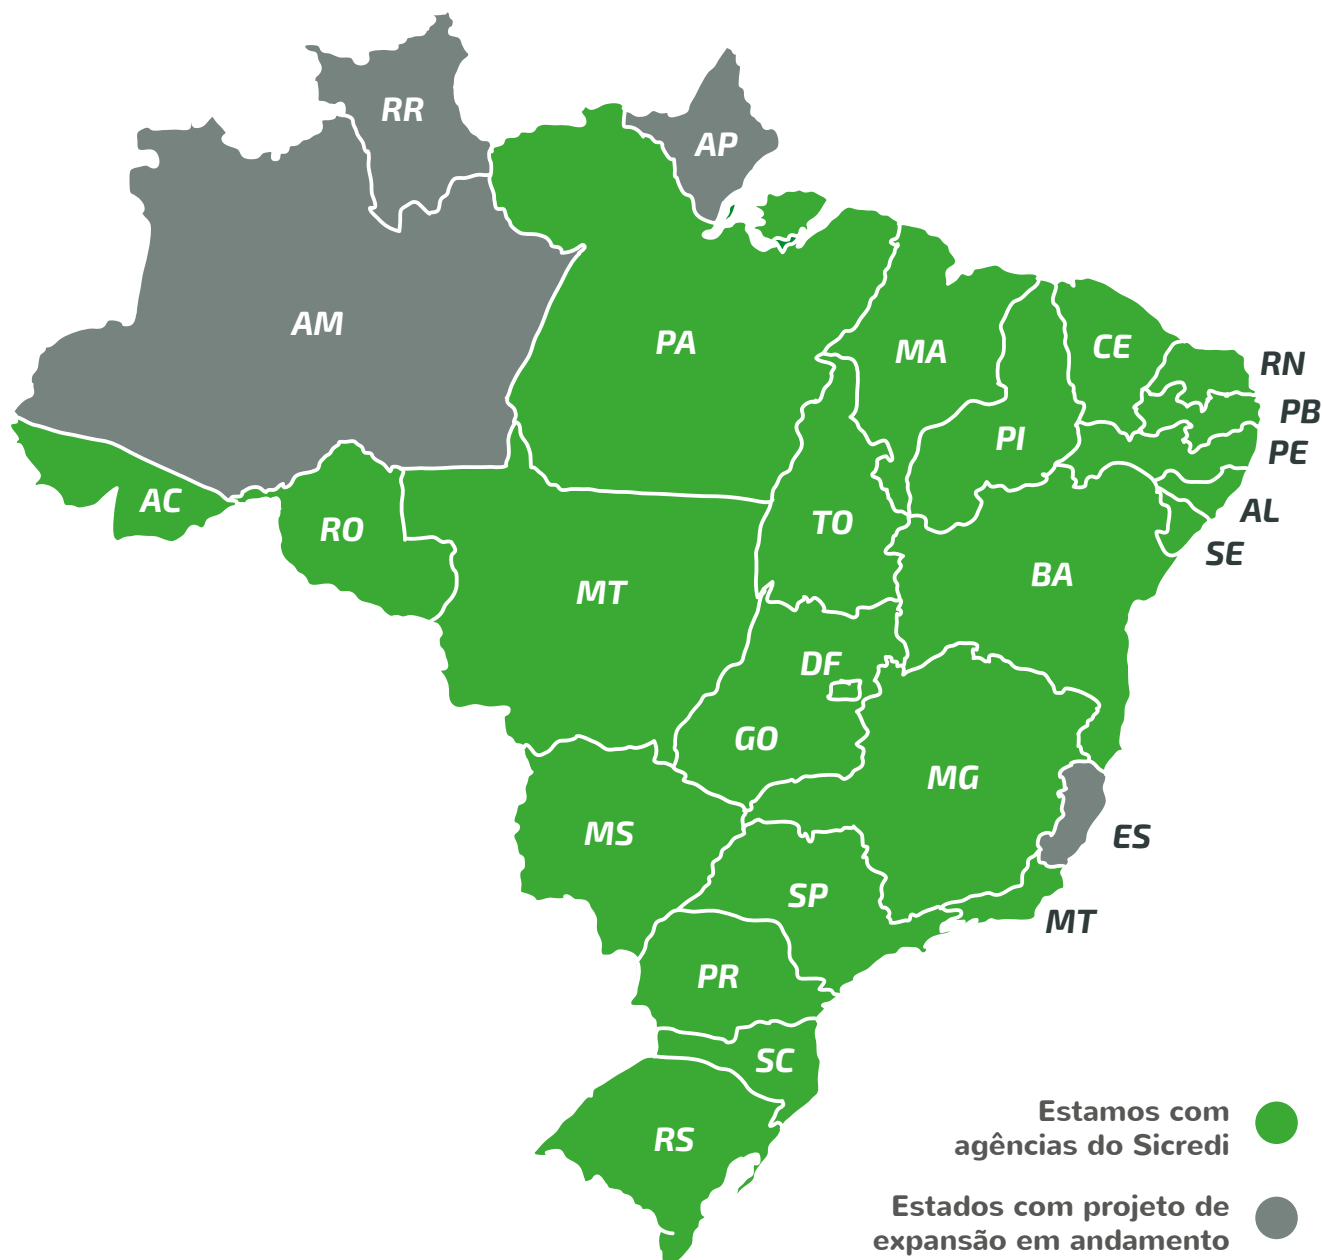 RR
AP
AM
PA
MA
CE
RN
PB
PI
PE
AC
AL
RO
TO
SE
BA
MT
DF
GO
MG
MS
ES
SP
MT
PR
SC
RS
Estamos com
agências do Sicredi
Estados com projeto de
expansão em andamento